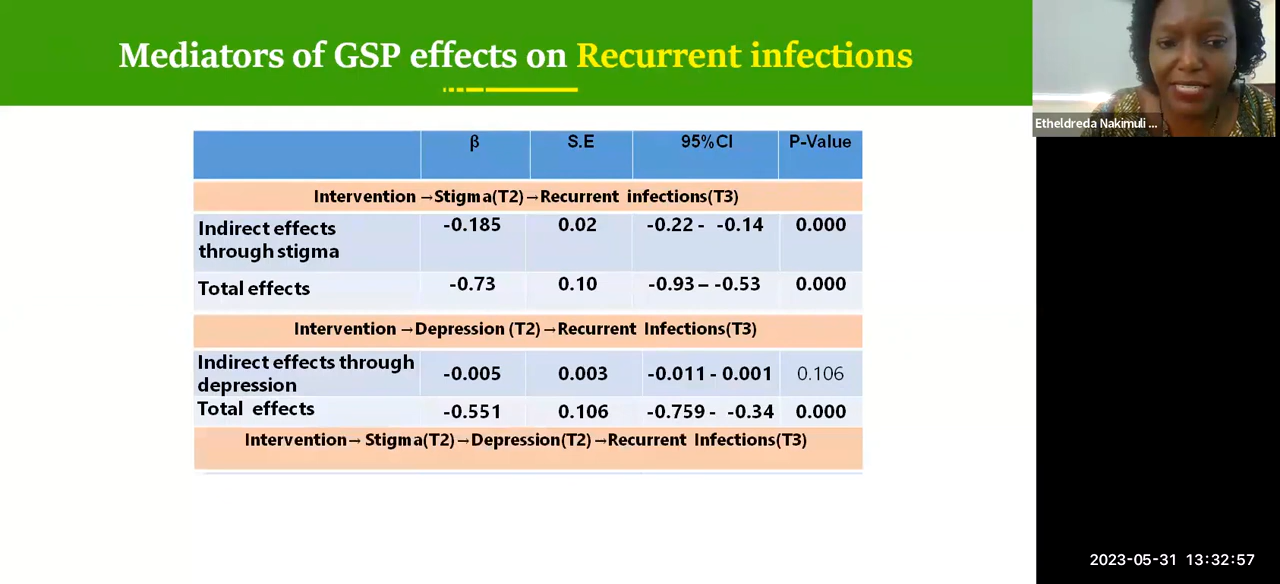 Mediators of GSP effects on Recurrent infections
Etheldreda Nakimuli ...
β S.E 95%CI P-Value
Intervention →Stigma(T2)→Recurrent infections(T3)
Indirect effects through stigma -0.185 0.02 -0.22 - -0.14 0.000
Total effects -0.73 0.10 -0.93 – -0.53 0.000
Intervention →Depression (T2)→Recurrent Infections(T3)
Indirect effects through depression -0.005 0.003 -0.011 - 0.001 0.106
Total effects -0.551 0.106 -0.759 - -0.34 0.000
Intervention→ Stigma(T2)→Depression(T2)→Recurrent Infections(T3)
2023-05-31 13:32:57